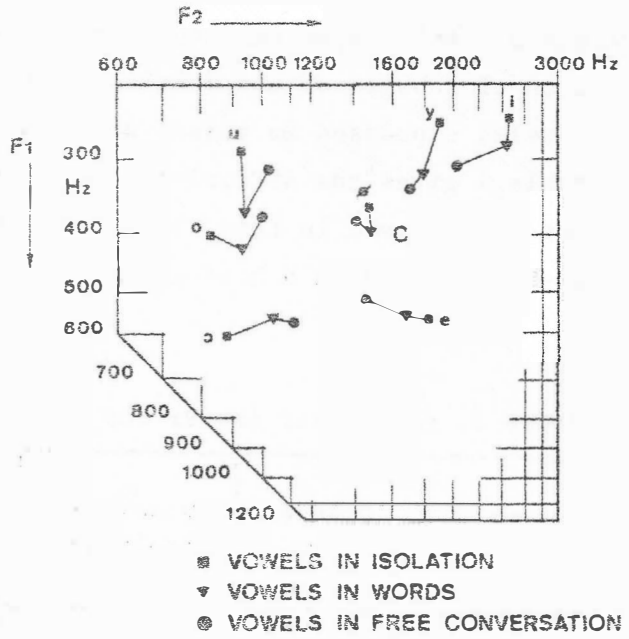 F2
600 800 1000 1200 1600 2000 3000 Hz
F1
Hz
300
400
500
600
700
800
900
1000
1200
i
y
u
o
C
e
VOWELS IN ISOLATION
VOWELS IN WORDS
VOWELS IN FREE CONVERSATION